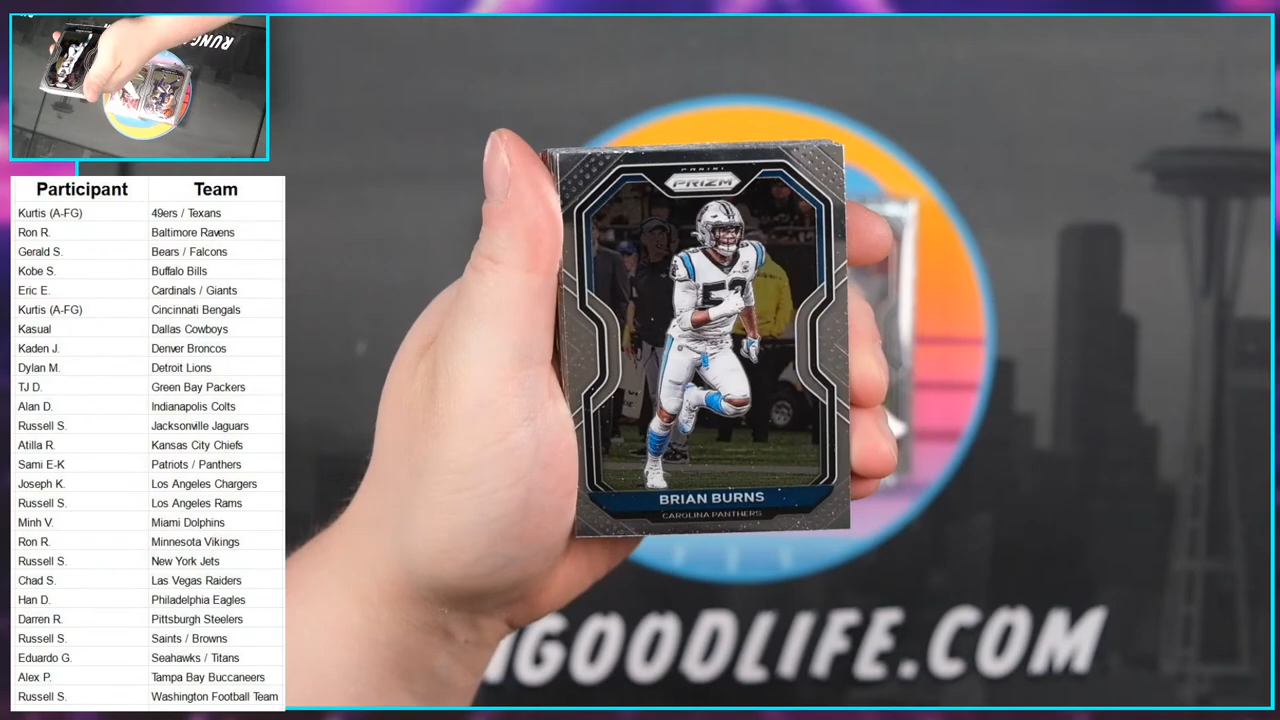 RUNG
Participant Team
Kurtis (A-FG) 49ers / Texans
Ron R. Baltimore Ravens
Gerald S. Bears / Falcons
Kobe S. Buffalo Bills
Eric E. Cardinals / Giants
Kurtis (A-FG) Cincinnati Bengals
Kasual Dallas Cowboys
Kaden J. Denver Broncos
Dylan M. Detroit Lions
TJ D. Green Bay Packers
Alan D. Indianapolis Colts
Russell S. Jacksonville Jaguars
Atilla R. Kansas City Chiefs
Sami E-K Patriots / Panthers
Joseph K. Los Angeles Chargers
Russell S. Los Angeles Rams
Minh V. Miami Dolphins
Ron R. Minnesota Vikings
Russell S. New York Jets
Chad S. Las Vegas Raiders
Han D. Philadelphia Eagles
Darren R. Pittsburgh Steelers
Russell S. Saints / Browns
Eduardo G. Seahawks / Titans
Alex P. Tampa Bay Buccaneers
Russell S. Washington Football Team
PANINI
PRIZM
BRIAN BURNS
CAROLINA PANTHERS
NGOODLIFE.COM